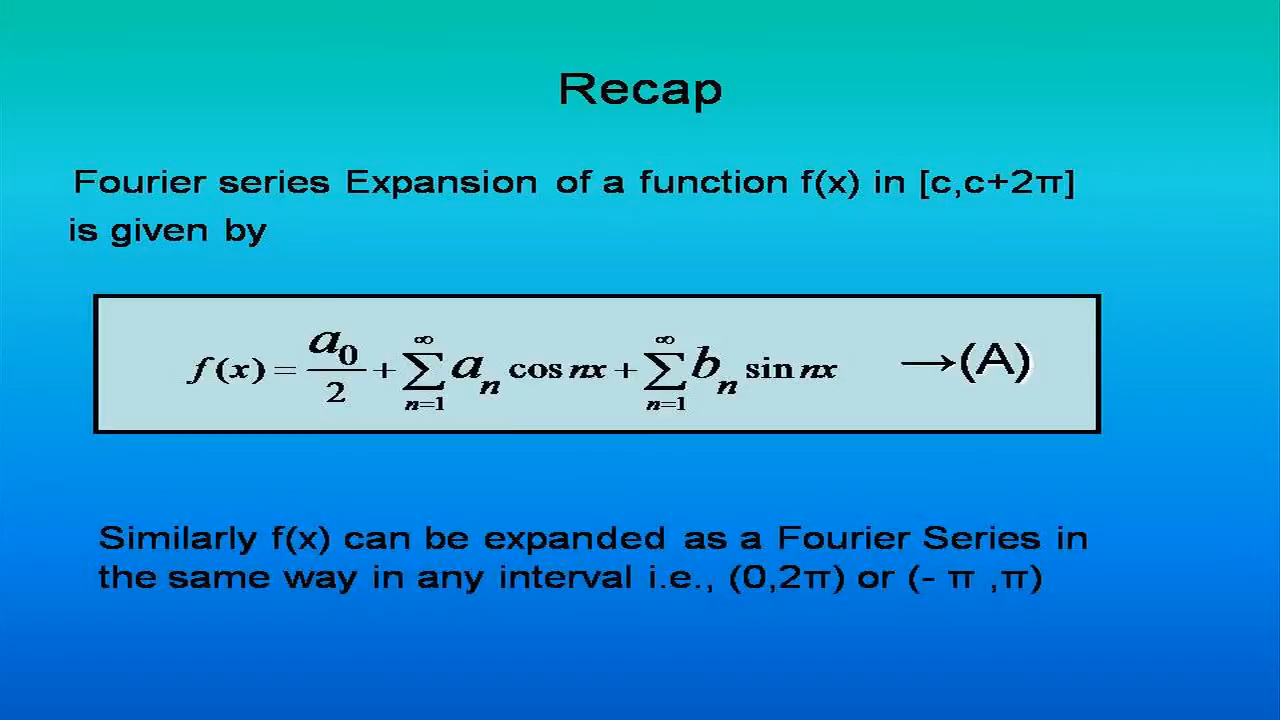 Recap
Fourier series Expansion of a function f(x) in [c,c+2π]
is given by
f(x) = a₀/2 + ∑_{n=1}^{∞} aₙ cos nx + ∑_{n=1}^{∞} bₙ sin nx →(A)
Similarly f(x) can be expanded as a Fourier Series in
the same way in any interval i.e., (0,2π) or (- π ,π)